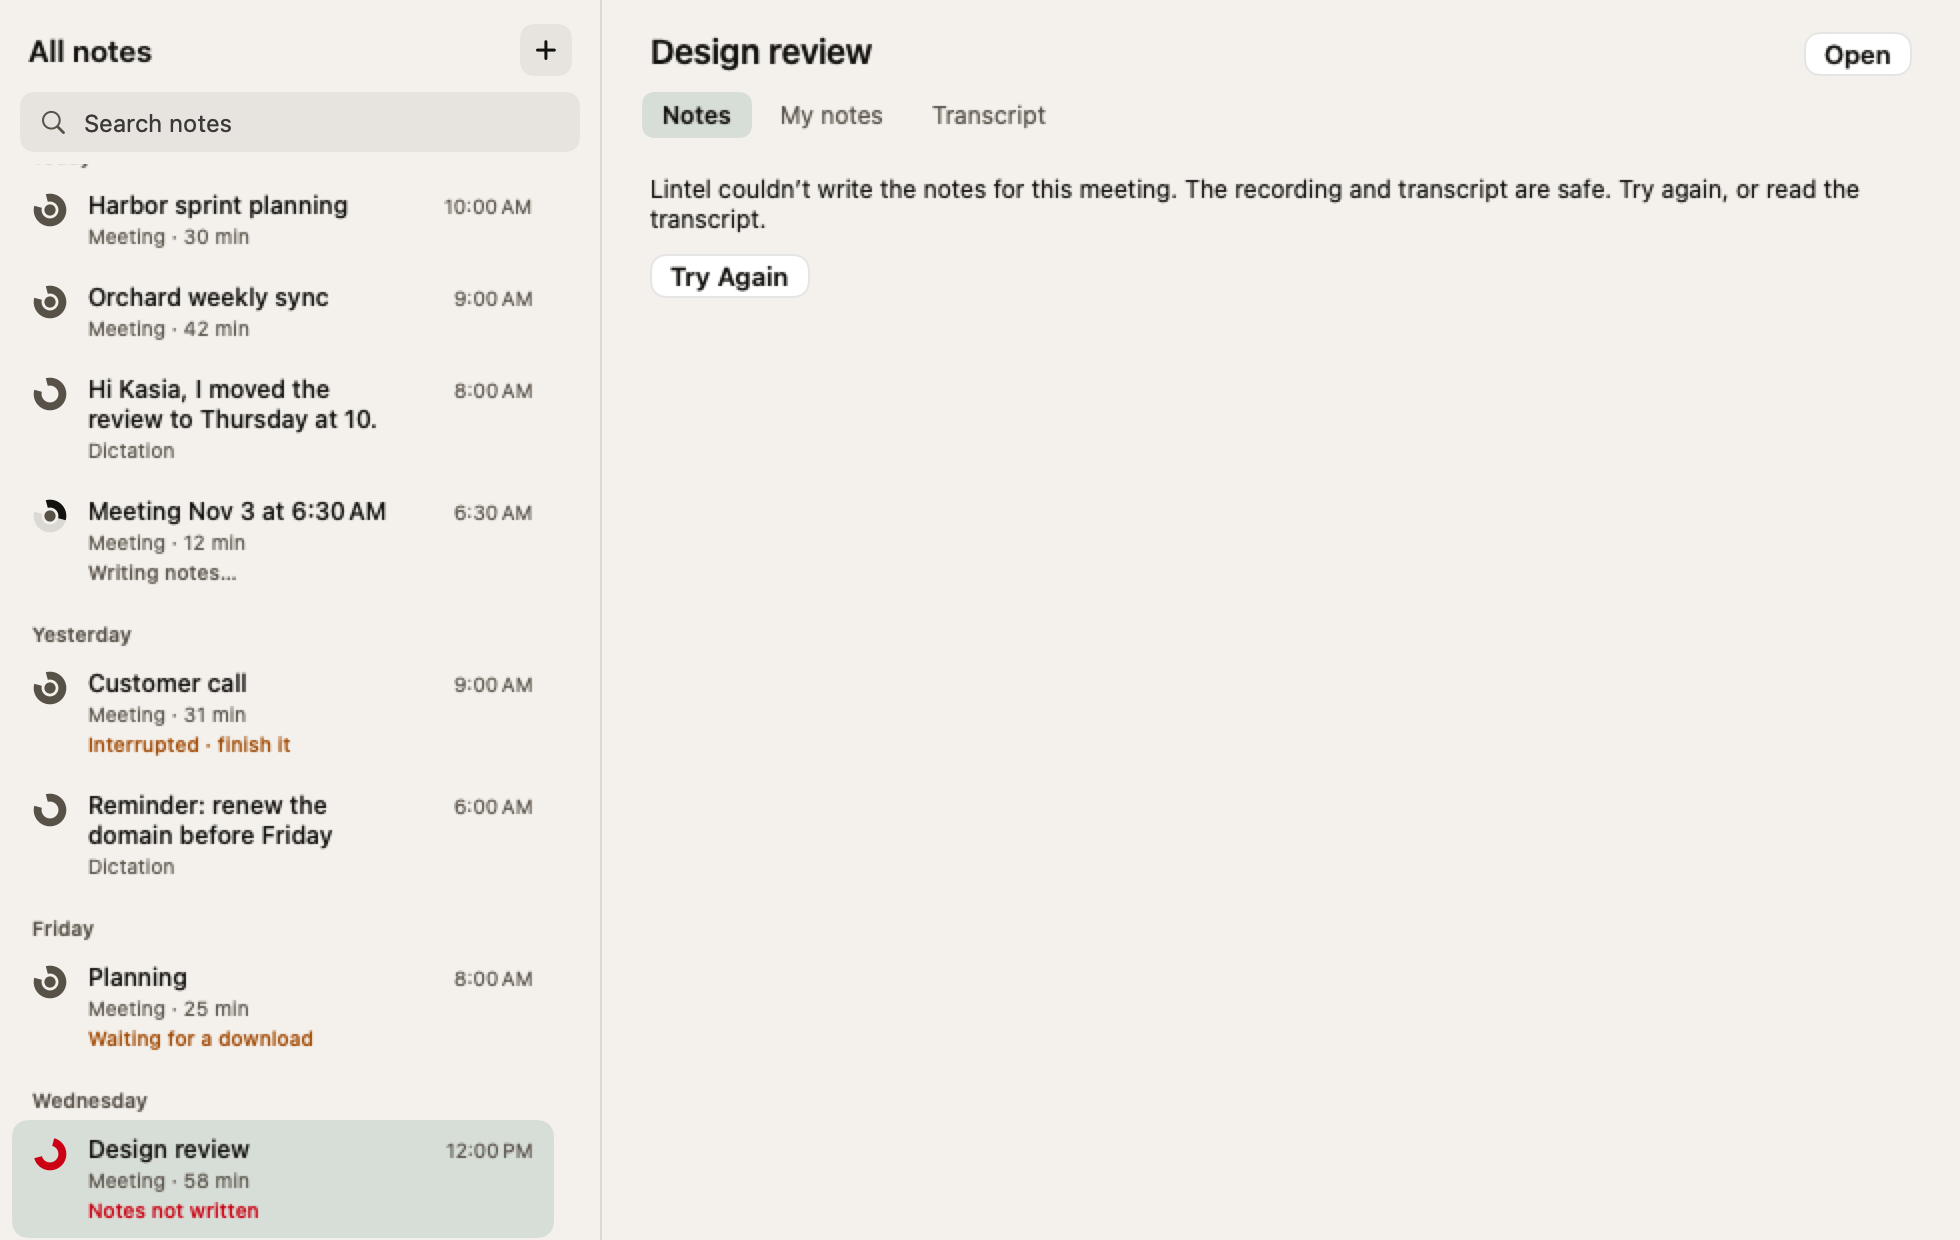 All notes
+
Search notes
Harbor sprint planning
10:00 AM
Meeting · 30 min
Orchard weekly sync
9:00 AM
Meeting · 42 min
Hi Kasia, I moved the
review to Thursday at 10.
8:00 AM
Dictation
Meeting Nov 3 at 6:30 AM
6:30 AM
Meeting · 12 min
Writing notes...
Yesterday
Customer call
9:00 AM
Meeting · 31 min
Interrupted · finish it
Reminder: renew the
domain before Friday
6:00 AM
Dictation
Friday
Planning
8:00 AM
Meeting · 25 min
Waiting for a download
Wednesday
Design review
12:00 PM
Meeting · 58 min
Notes not written
Design review
Open
Notes
My notes
Transcript
Lintel couldn’t write the notes for this meeting. The recording and transcript are safe. Try again, or read the
transcript.
Try Again